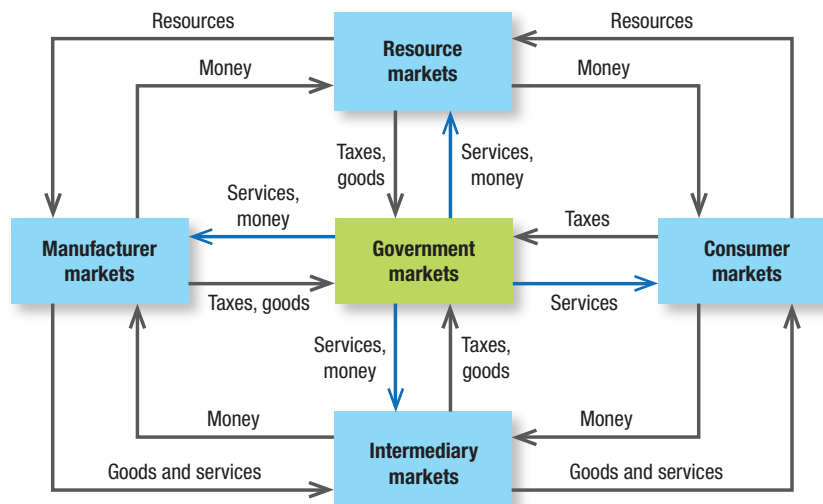 Resources
Resources
Resource
markets
Money
Money
Taxes,
goods
Services,
money
Services,
money
Taxes
Manufacturer
markets
Government
markets
Consumer
markets
Taxes, goods
Services
Services,
money
Taxes,
goods
Money
Money
Intermediary
markets
Goods and services
Goods and services